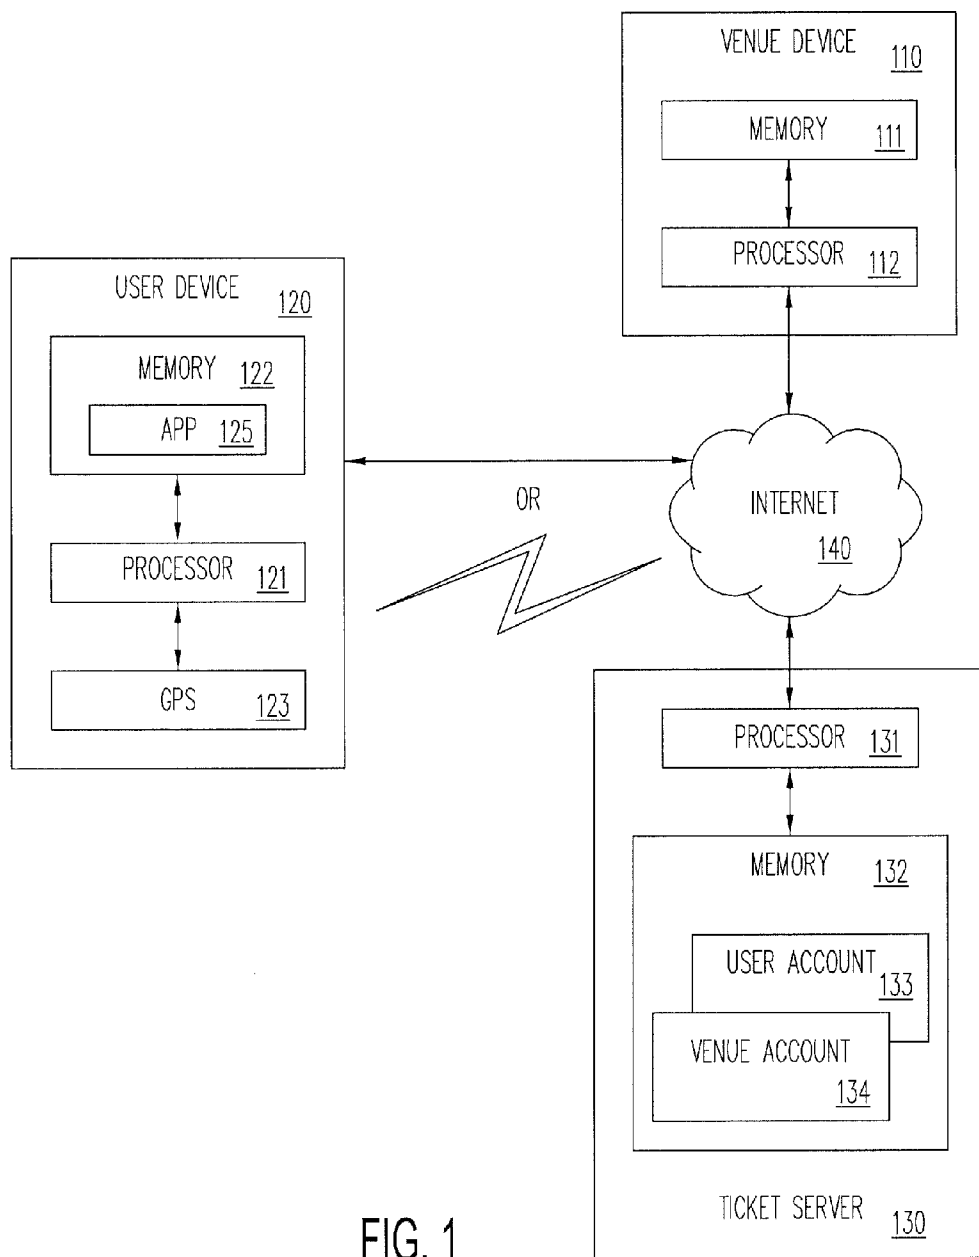 VENUE DEVICE 110
MEMORY 111
PROCESSOR 112
USER DEVICE 120
MEMORY 122
APP 125
PROCESSOR 121
GPS 123
OR
INTERNET
140
PROCESSOR 131
MEMORY 132
USER ACCOUNT
133
VENUE ACCOUNT
134
TICKET SERVER 130
FIG. 1